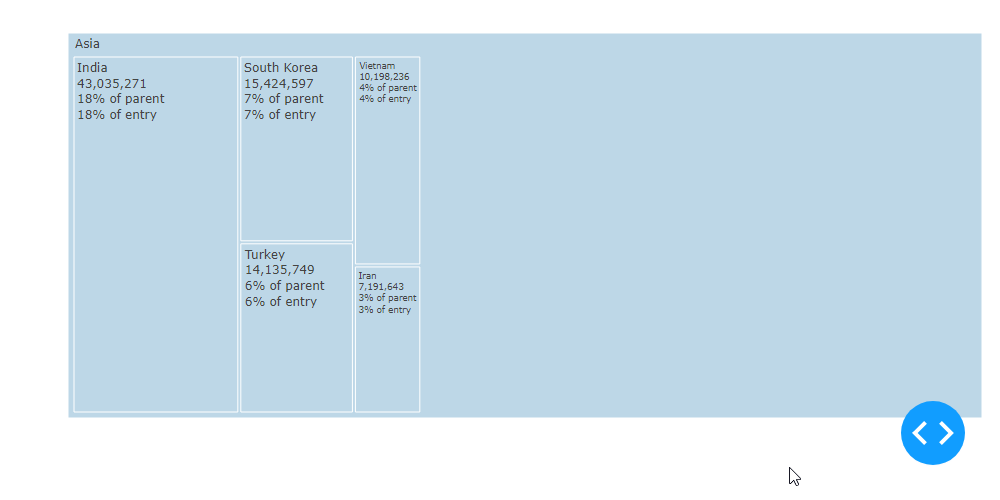 Asia
India
43,035,271
18% of parent
18% of entry
South Korea
15,424,597
7% of parent
7% of entry
Turkey
14,135,749
6% of parent
6% of entry
Vietnam
10,198,236
4% of parent
4% of entry
Iran
7,191,643
3% of parent
3% of entry